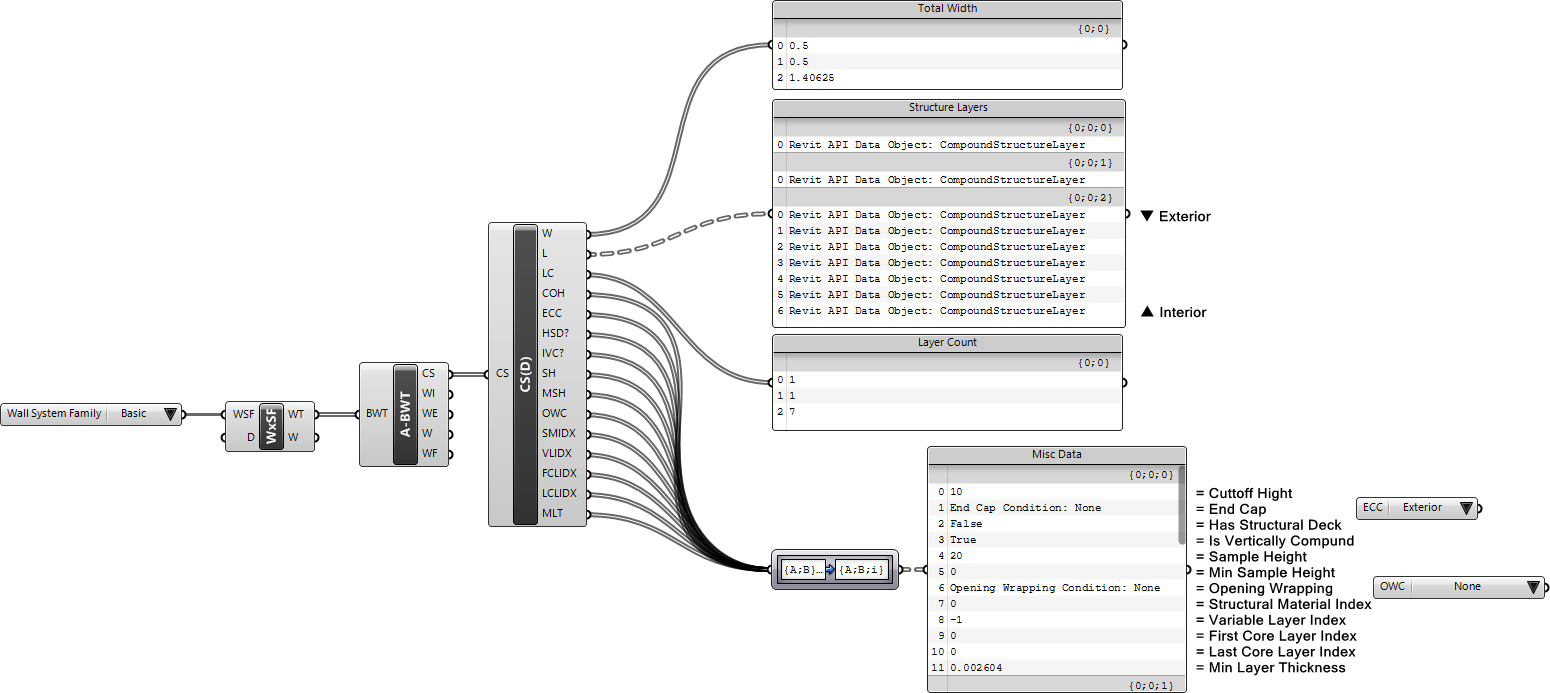 Wall System Family Basic
WSF WT
D W
WxSF
BWT
A-BWT
CS
WI
WE
W
WF
CS
CS(D)
W
L
LC
COH
ECC
HSD?
IVC?
SH
MSH
OWC
SMIDX
VLIDX
FCLIDX
LCLIDX
MLT
Total Width
{0;0}
0 0.5
1 0.5
2 1.40625
Structure Layers
{0;0;0}
0 Revit API Data Object: CompoundStructureLayer
{0;0;1}
0 Revit API Data Object: CompoundStructureLayer
{0;0;2}
0 Revit API Data Object: CompoundStructureLayer
1 Revit API Data Object: CompoundStructureLayer
2 Revit API Data Object: CompoundStructureLayer
3 Revit API Data Object: CompoundStructureLayer
4 Revit API Data Object: CompoundStructureLayer
5 Revit API Data Object: CompoundStructureLayer
6 Revit API Data Object: CompoundStructureLayer
▼ Exterior
▲ Interior
Layer Count
{0;0}
0 1
1 1
2 7
{A;B}... {A;B;i}
Misc Data
{0;0;0}
0 10
1 End Cap Condition: None
2 False
3 True
4 20
5 0
6 Opening Wrapping Condition: None
7 0
8 -1
9 0
10 0
11 0.002604
{0;0;1}
= Cuttoff Hight
= End Cap
= Has Structural Deck
= Is Vertically Compund
= Sample Height
= Min Sample Height
= Opening Wrapping
= Structural Material Index
= Variable Layer Index
= First Core Layer Index
= Last Core Layer Index
= Min Layer Thickness
ECC Exterior
OWC None